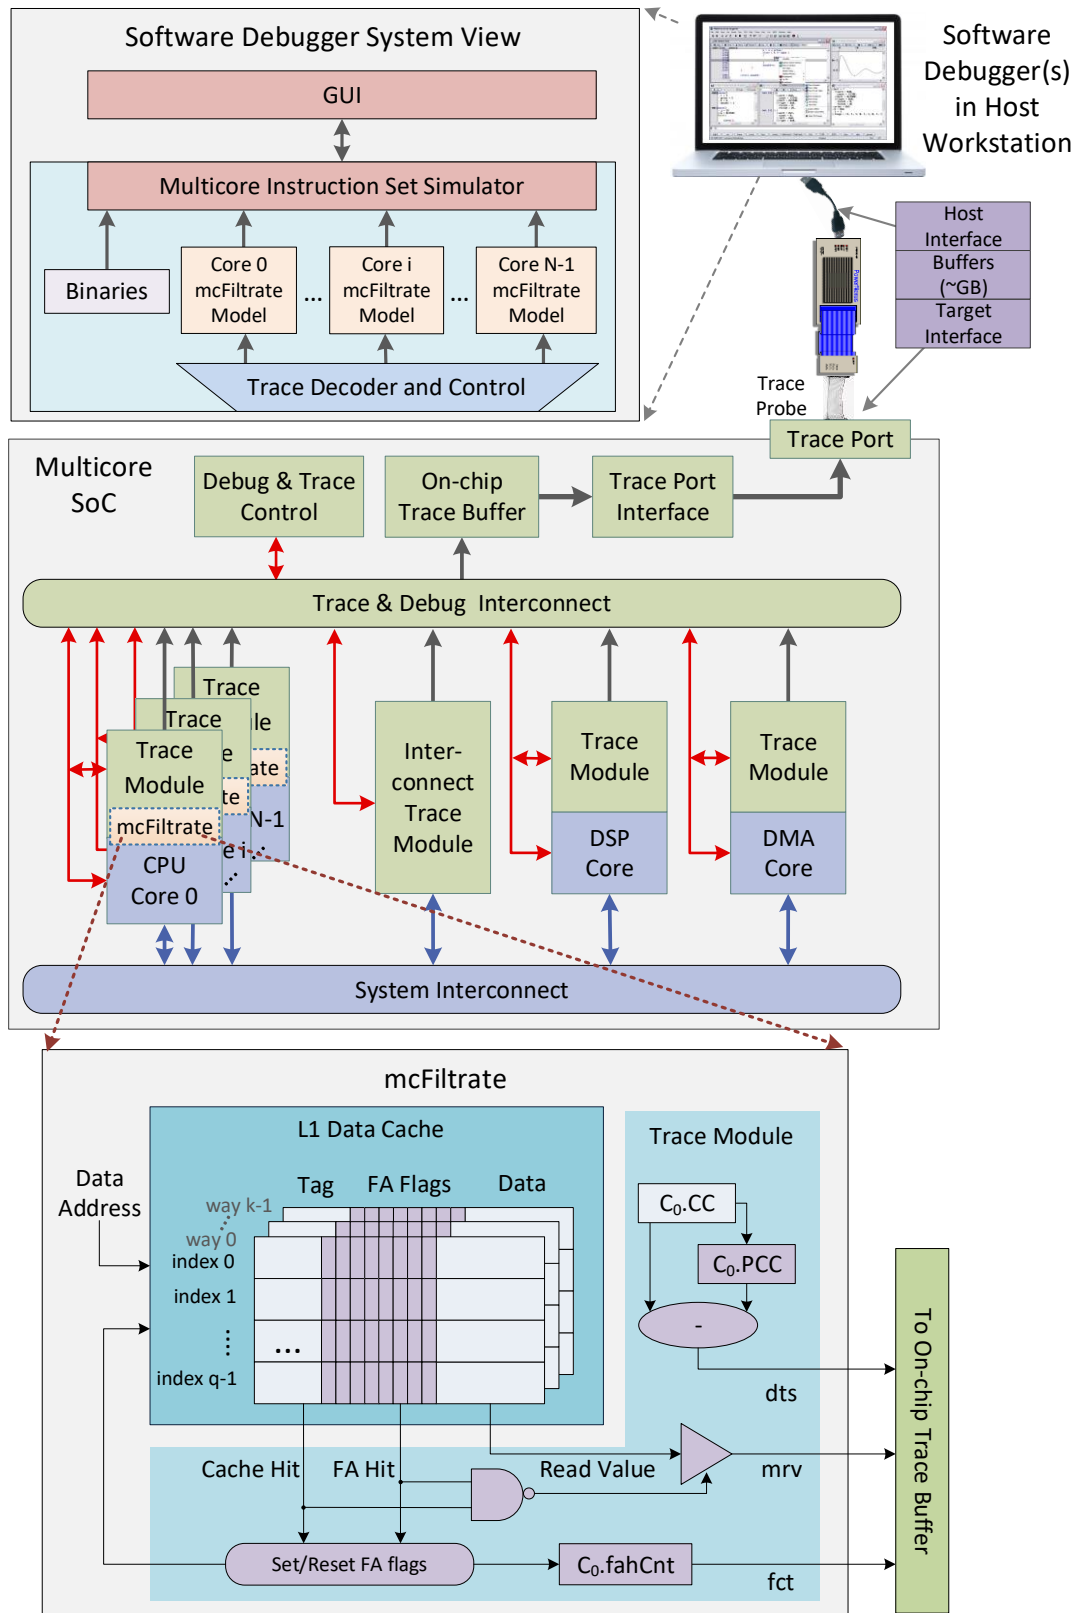 Software Debugger System View
GUI
Multicore Instruction Set Simulator
Binaries
Core 0
mcFiltrate
Model
...
Core i
mcFiltrate
Model
...
Core N-1
mcFiltrate
Model
Trace Decoder and Control
Software
Debugger(s)
in Host
Workstation
Host
Interface
Buffers
(~GB)
Target
Interface
Trace
Probe
Trace Port
Multicore
SoC
Debug & Trace
Control
On-chip
Trace Buffer
Trace Port
Interface
Trace & Debug Interconnect
Trace
ule
ate
N-1
Trace
le
te
e i
Trace
Module
mcFiltrate
CPU
Core 0
Inter-
connect
Trace
Module
Trace
Module
DSP
Core
Trace
Module
DMA
Core
System Interconnect
mcFiltrate
L1 Data Cache
Trace Module
Data
Address
Tag
FA Flags
Data
way k-1
way 0
index 0
index 1
...
index q-1
C0.CC
C0.PCC
-
dts
Cache Hit
FA Hit
Read Value
mrv
Set/Reset FA flags
C0.fahCnt
fct
To On-chip Trace Buffer